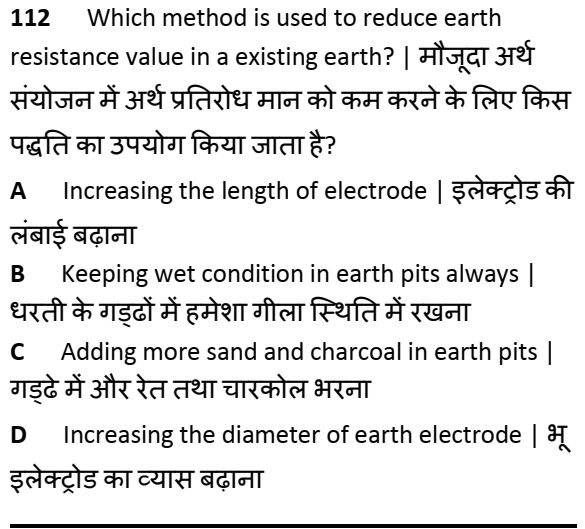 112 Which method is used to reduce earth
resistance value in a existing earth? | मौजूदा अर्थ
संयोजन में अर्थ प्रतिरोध मान को कम करने के लिए किस
पद्धति का उपयोग किया जाता है?
A Increasing the length of electrode | इलेक्ट्रोड की
लंबाई बढ़ाना
B Keeping wet condition in earth pits always |
धरती के गड्ढों में हमेशा गीला स्थिति में रखना
C Adding more sand and charcoal in earth pits |
गड्ढे में और रेत तथा चारकोल भरना
D Increasing the diameter of earth electrode | भू
इलेक्ट्रोड का व्यास बढ़ाना